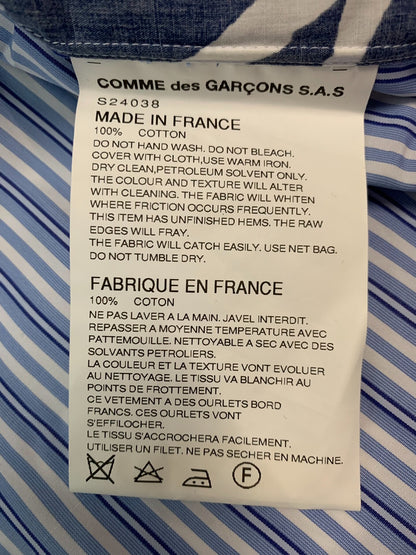 COMME des GARÇONS S.A.S
S24038
MADE IN FRANCE
100% COTTON
DO NOT HAND WASH. DO NOT BLEACH.
COVER WITH CLOTH,USE WARM IRON.
DRY CLEAN,PETROLEUM SOLVENT ONLY.
THE COLOUR AND TEXTURE WILL ALTER
WITH CLEANING. THE FABRIC WILL WHITEN
WHERE FRICTION OCCURS FREQUENTLY.
THIS ITEM HAS UNFINISHED HEMS. THE RAW
EDGES WILL FRAY.
THE FABRIC WILL CATCH EASILY. USE NET BAG.
DO NOT TUMBLE DRY.
FABRIQUE EN FRANCE
100% COTON
NE PAS LAVER A LA MAIN. JAVEL INTERDIT.
REPASSER A MOYENNE TEMPERATURE AVEC
PATTEMOUILLE. NETTOYABLE A SEC AVEC DES
SOLVANTS PETROLIERS.
LA COULEUR ET LA TEXTURE VONT EVOLUER
AU NETTOYAGE. LE TISSU VA BLANCHIR AU
POINTS DE FROTTEMENT.
CE VETEMENT A DES OURLETS BORD
FRANCS. CES OURLETS VONT
S'EFFILOCHER.
LE TISSU S'ACCROCHERA FACILLEMENT.
UTILISER UN FILET. NE PAS SECHER EN MACHINE.
F